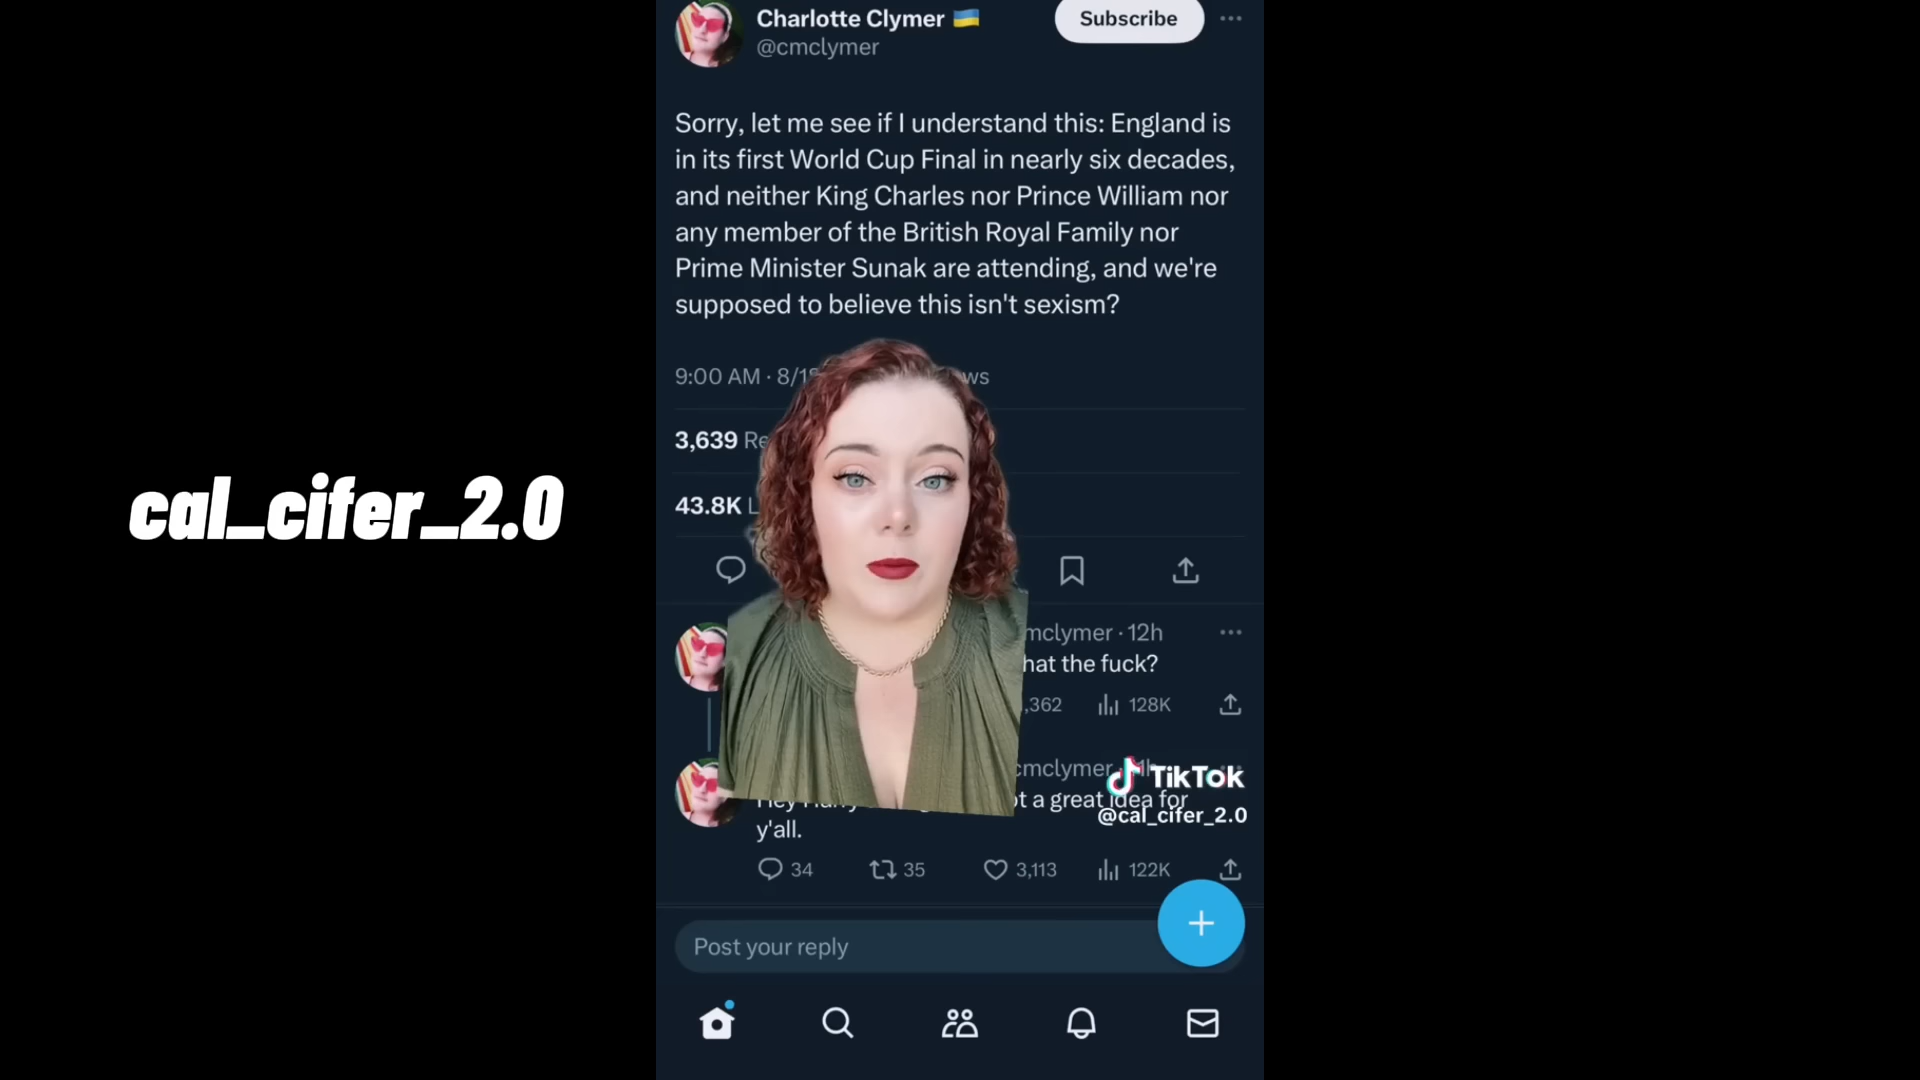 Charlotte Clymer 🇺🇦
@cmclymer
Subscribe
Sorry, let me see if I understand this: England is
in its first World Cup Final in nearly six decades,
and neither King Charles nor Prince William nor
any member of the British Royal Family nor
Prime Minister Sunak are attending, and we're
supposed to believe this isn't sexism?
9:00 AM · 8/1
3,639 Re
43.8K L
cal_cifer_2.0
mclymer · 12h
hat the fuck?
,362 128K
cmclymer
TikTok
ot a great idea for
@cal_cifer_2.0
y'all.
34 35 3,113 122K
Post your reply